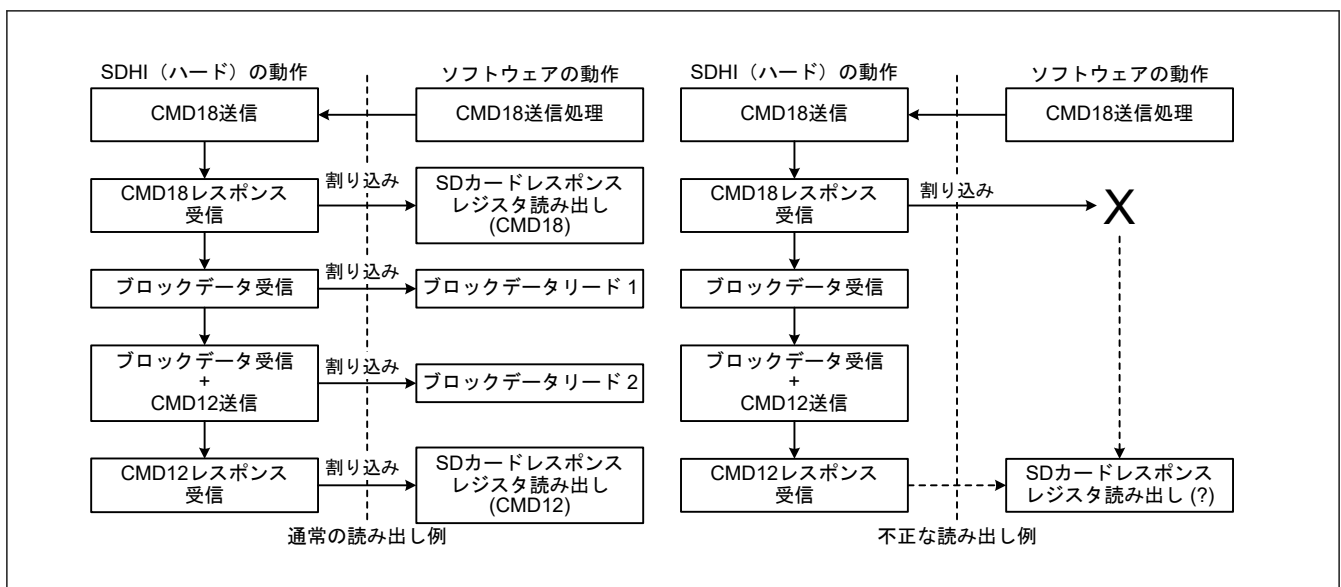 SDHI（ハード）の動作
ソフトウェアの動作
CMD18送信
CMD18送信処理
CMD18レスポンス
受信
割り込み
SDカードレスポンス
レジスタ読み出し
(CMD18)
ブロックデータ受信
割り込み
ブロックデータリード 1
ブロックデータ受信
+
CMD12送信
割り込み
ブロックデータリード 2
CMD12レスポンス
受信
割り込み
SDカードレスポンス
レジスタ読み出し
(CMD12)
通常の読み出し例
SDHI（ハード）の動作
ソフトウェアの動作
CMD18送信
CMD18送信処理
CMD18レスポンス
受信
割り込み
X
ブロックデータ受信
ブロックデータ受信
+
CMD12送信
CMD12レスポンス
受信
SDカードレスポンス
レジスタ読み出し (?)
不正な読み出し例